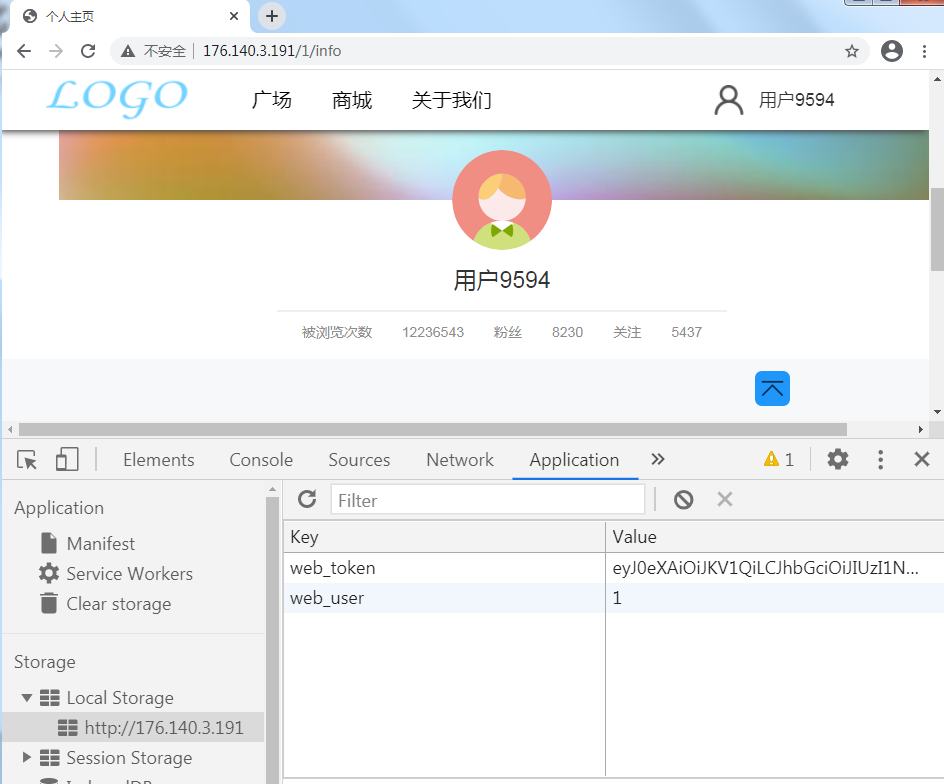 个人主页
不安全 176.140.3.191/1/info
LOGO 广场 商城 关于我们 用户9594
用户9594
被浏览次数 12236543 粉丝 8230 关注 5437
Elements Console Sources Network Application 1
Application
Manifest
Service Workers
Clear storage
Storage
Local Storage
http://176.140.3.191
Session Storage
Filter
Key Value
web_token eyJ0eXAiOiJKV1QiLCJhbGciOiJIUzI1N...
web_user 1